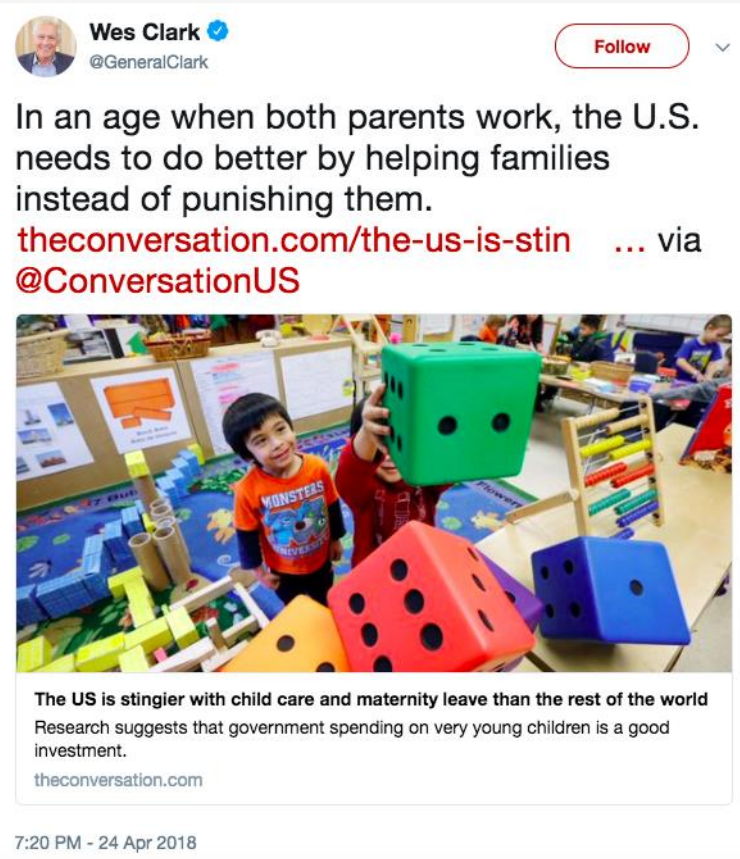 Wes Clark
@GeneralClark
Follow
In an age when both parents work, the U.S.
needs to do better by helping families
instead of punishing them.
theconversation.com/the-us-is-stin … via
@ConversationUS
MONSTERS
UNIVERSITY
Flower
The US is stingier with child care and maternity leave than the rest of the world
Research suggests that government spending on very young children is a good
investment.
theconversation.com
7:20 PM - 24 Apr 2018